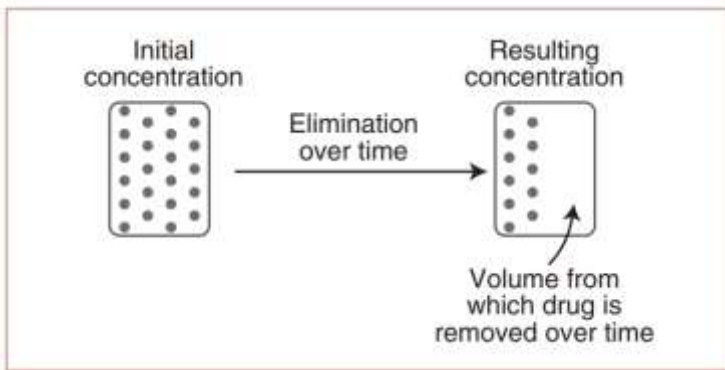 Initial
concentration
Elimination
over time
Resulting
concentration
Volume from
which drug is
removed over time